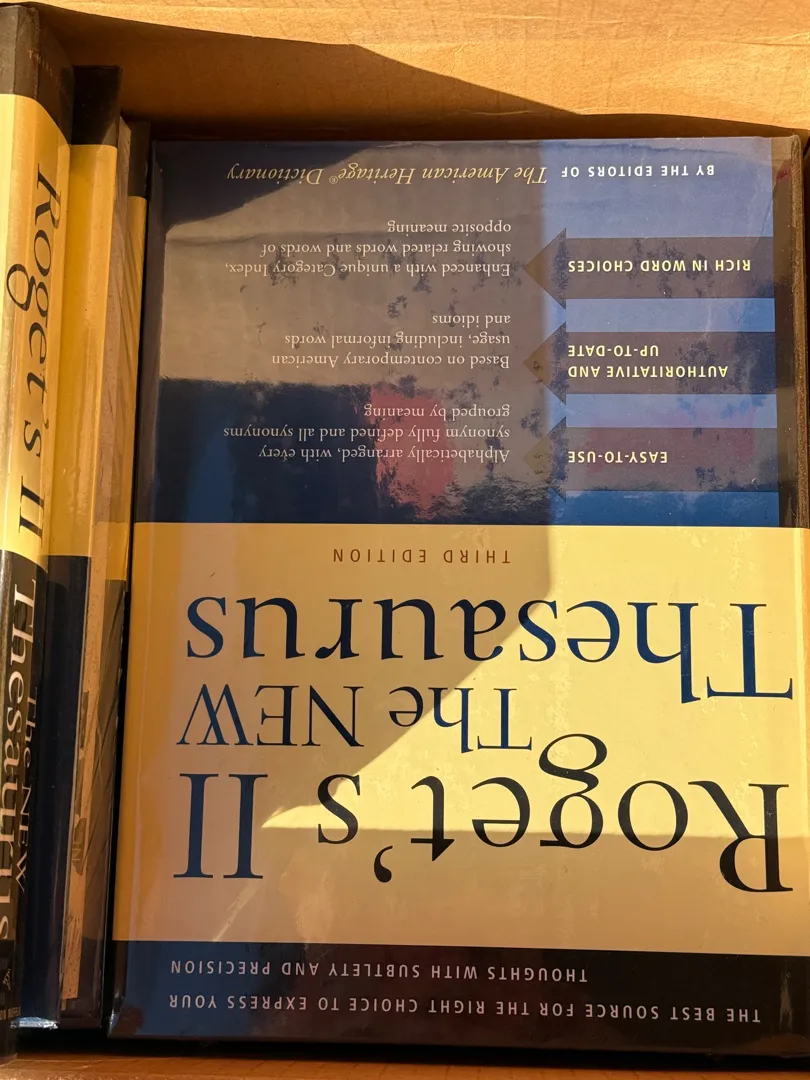 THE BEST SOURCE FOR THE RIGHT CHOICE TO EXPRESS YOUR
THOUGHTS WITH SUBTLETY AND PRECISION
Roget's II
The NEW
Thesaurus
THIRD EDITION
EASY-TO-USE
Alphabetically arranged, with every
synonym fully defined and all synonyms
grouped by meaning
AUTHORITATIVE AND
UP-TO-DATE
Based on contemporary American
usage, including informal words
and idioms
RICH IN WORD CHOICES
Enhanced with a unique Category Index,
showing related words and words of
opposite meaning
BY THE EDITORS OF The American Heritage® Dictionary
Roget's II
The NEW
Thesaurus